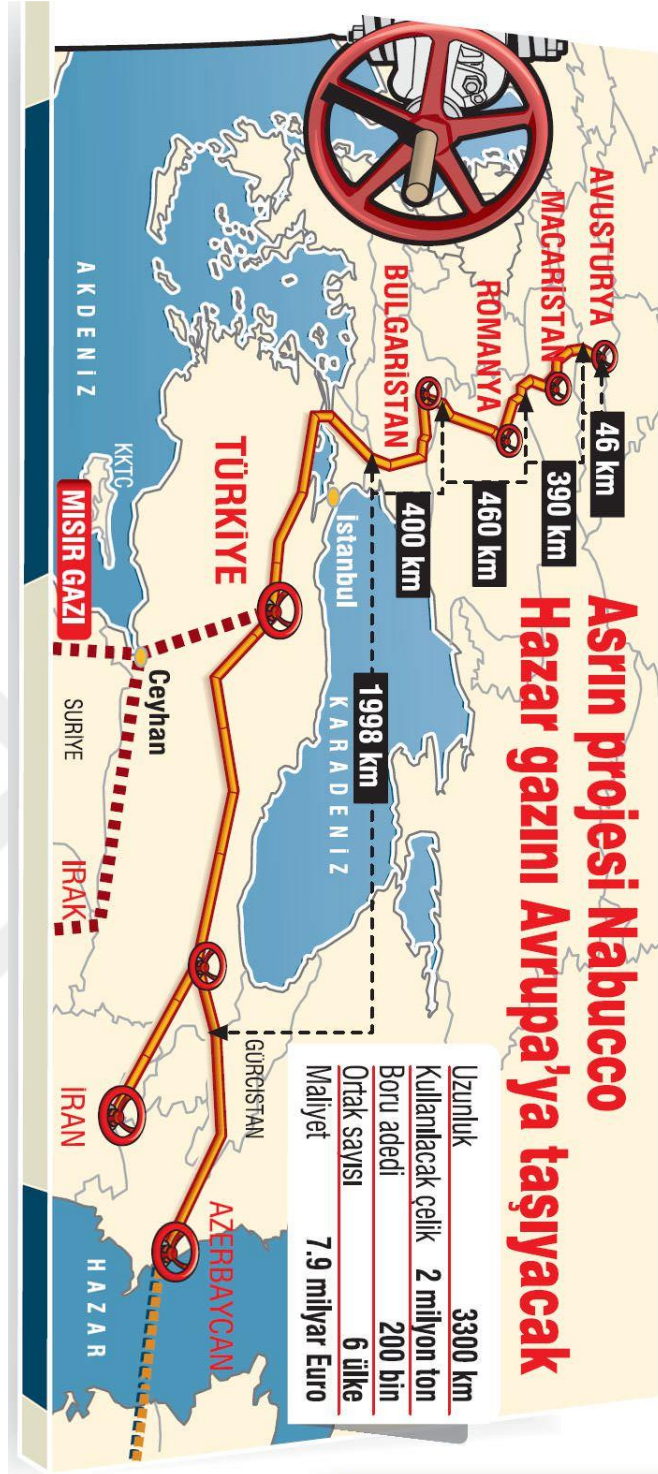 Asrın projesi Nabucco
Hazar gazını Avrupa'ya taşıyacak
AVUSTURYA
46 km
MACARİSTAN
390 km
ROMANYA
460 km
BULGARİSTAN
400 km
1998 km
İstanbul
KARADENİZ
TÜRKİYE
GÜRCİSTAN
Uzunluk 3300 km
Kullanılacak çelik 2 milyon ton
Boru adedi 200 bin
Ortak sayısı 6 ülke
Maliyet 7.9 milyar Euro
AZERBAYCAN
HAZAR
İRAN
AKDENİZ
KKTC
MISIR GAZI
Ceyhan
SURİYE
IRAK